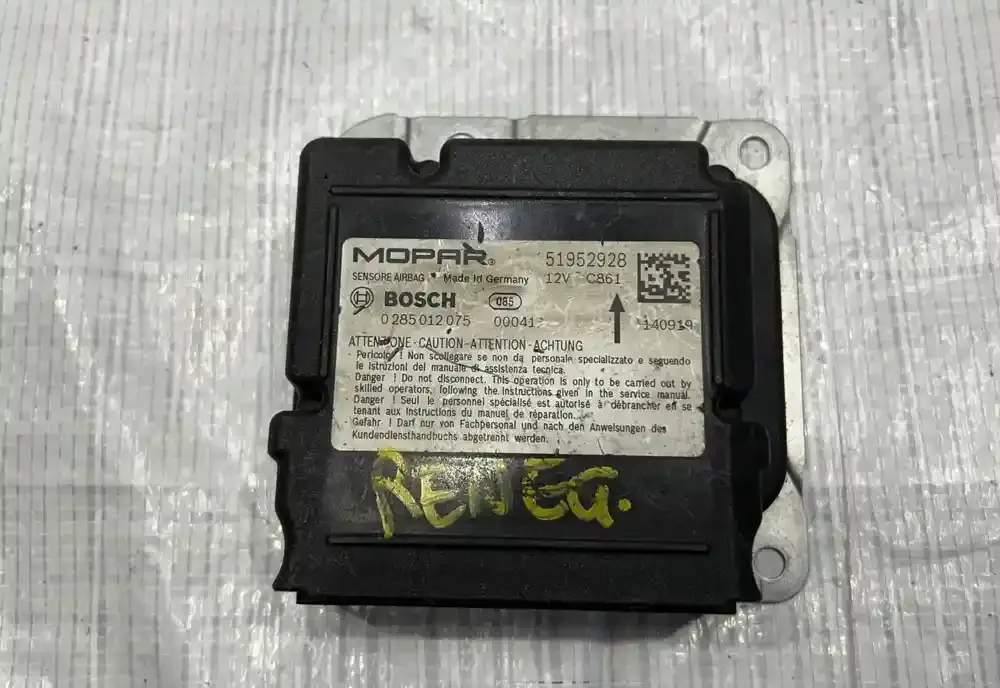 MOPAR®
51952928
SENSORE AIRBAG Made in Germany
12V C861
BOSCH 085
0 285 012 075 00041
140919
ATTENZIONE-CAUTION-ATTENTION-ACHTUNG
- Pericolo ! Non scollegare se non da personale specializzato e seguendo
le istruzioni del manuale di assistenza tecnica.
Danger ! Do not disconnect. This operation is only to be carried out by
skilled operators, following the instructions given in the service manual.
Danger ! Seul le personnel spécialisé est autorisé à débrancher en se
tenant aux instructions du manuel de réparation.
Gefahr ! Darf nur von Fachpersonal und nach den Anweisungen des
Kundendiensthandbuchs abgetrennt werden.
RENEG.